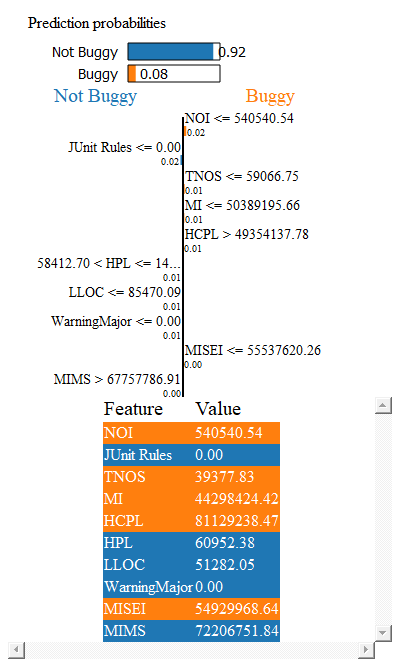 Prediction probabilities
Not Buggy 0.92
Buggy 0.08
Not Buggy Buggy
NOI <= 540540.54
0.02
JUnit Rules <= 0.00
0.02
TNOS <= 59066.75
0.01
MI <= 50389195.66
0.01
HCPL > 49354137.78
0.01
58412.70 < HPL <= 14...
0.01
LLOC <= 85470.09
0.01
WarningMajor <= 0.00
0.01
MISEI <= 55537620.26
0.00
MIMS > 67757786.91
0.00
Feature Value
NOI 540540.54
JUnit Rules 0.00
TNOS 39377.83
MI 44298424.42
HCPL 81129238.47
HPL 60952.38
LLOC 51282.05
WarningMajor 0.00
MISEI 54929968.64
MIMS 72206751.84